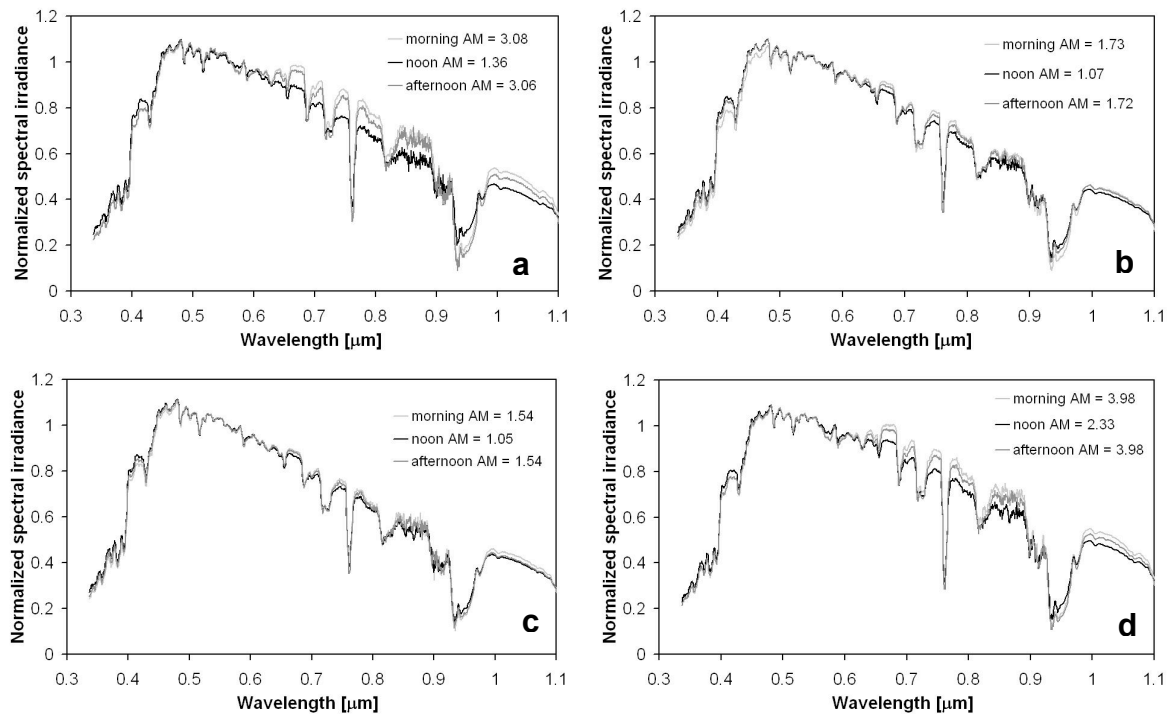 1.2
1
0.8
0.6
0.4
0.2
0
Normalized spectral irradiance
morning AM = 3.08
noon AM = 1.36
afternoon AM = 3.06
a
0.3 0.4 0.5 0.6 0.7 0.8 0.9 1 1.1
Wavelength [μm]
1.2
1
0.8
0.6
0.4
0.2
0
Normalized spectral irradiance
morning AM = 1.73
noon AM = 1.07
afternoon AM = 1.72
b
0.3 0.4 0.5 0.6 0.7 0.8 0.9 1 1.1
Wavelength [μm]
1.2
1
0.8
0.6
0.4
0.2
0
Normalized spectral irradiance
morning AM = 1.54
noon AM = 1.05
afternoon AM = 1.54
c
0.3 0.4 0.5 0.6 0.7 0.8 0.9 1 1.1
Wavelength [μm]
1.2
1
0.8
0.6
0.4
0.2
0
Normalized spectral irradiance
morning AM = 3.98
noon AM = 2.33
afternoon AM = 3.98
d
0.3 0.4 0.5 0.6 0.7 0.8 0.9 1 1.1
Wavelength [μm]